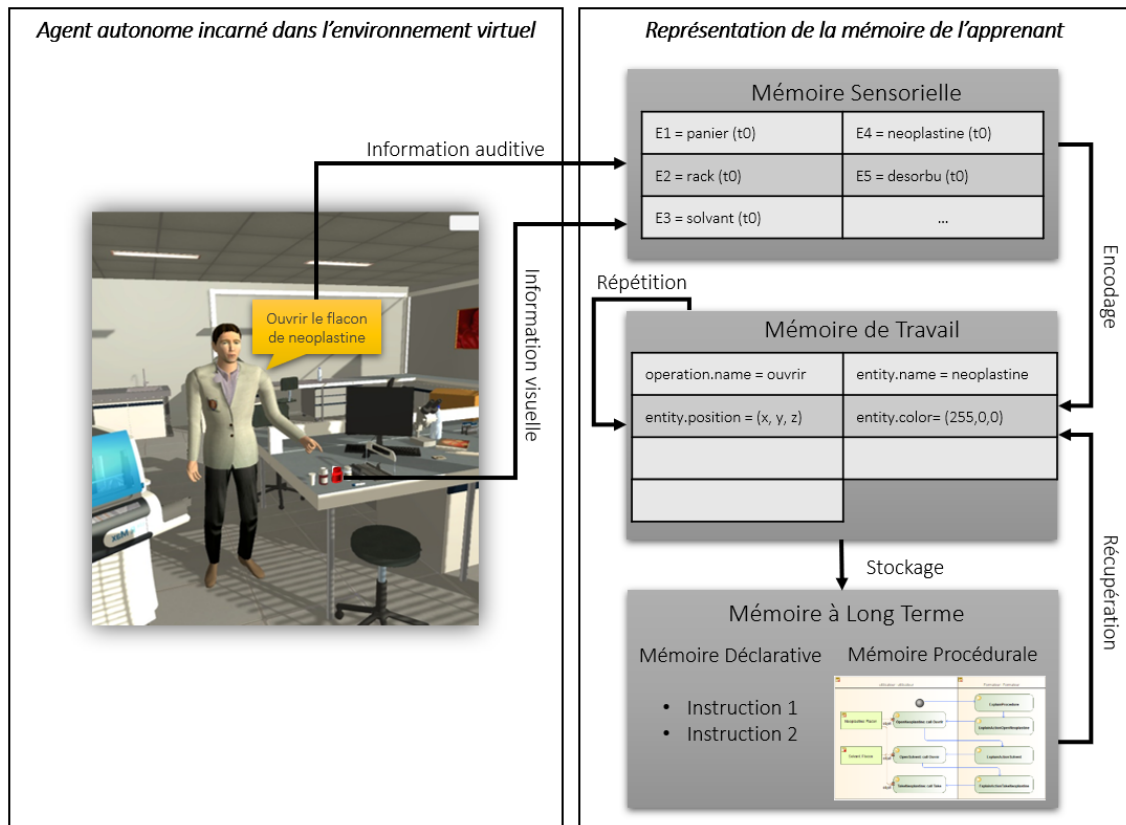 Agent autonome incarné dans l'environnement virtuel
Information auditive
Ouvrir le flacon
de neoplastine
Information visuelle
Représentation de la mémoire de l'apprenant
Mémoire Sensorielle
E1 = panier (t0)
E4 = neoplastine (t0)
E2 = rack (t0)
E5 = desorbu (t0)
E3 = solvant (t0)
...
Encodage
Répétition
Mémoire de Travail
operation.name = ouvrir
entity.name = neoplastine
entity.position = (x, y, z)
entity.color= (255,0,0)
Stockage
Récupération
Mémoire à Long Terme
Mémoire Déclarative
• Instruction 1
• Instruction 2
Mémoire Procédurale